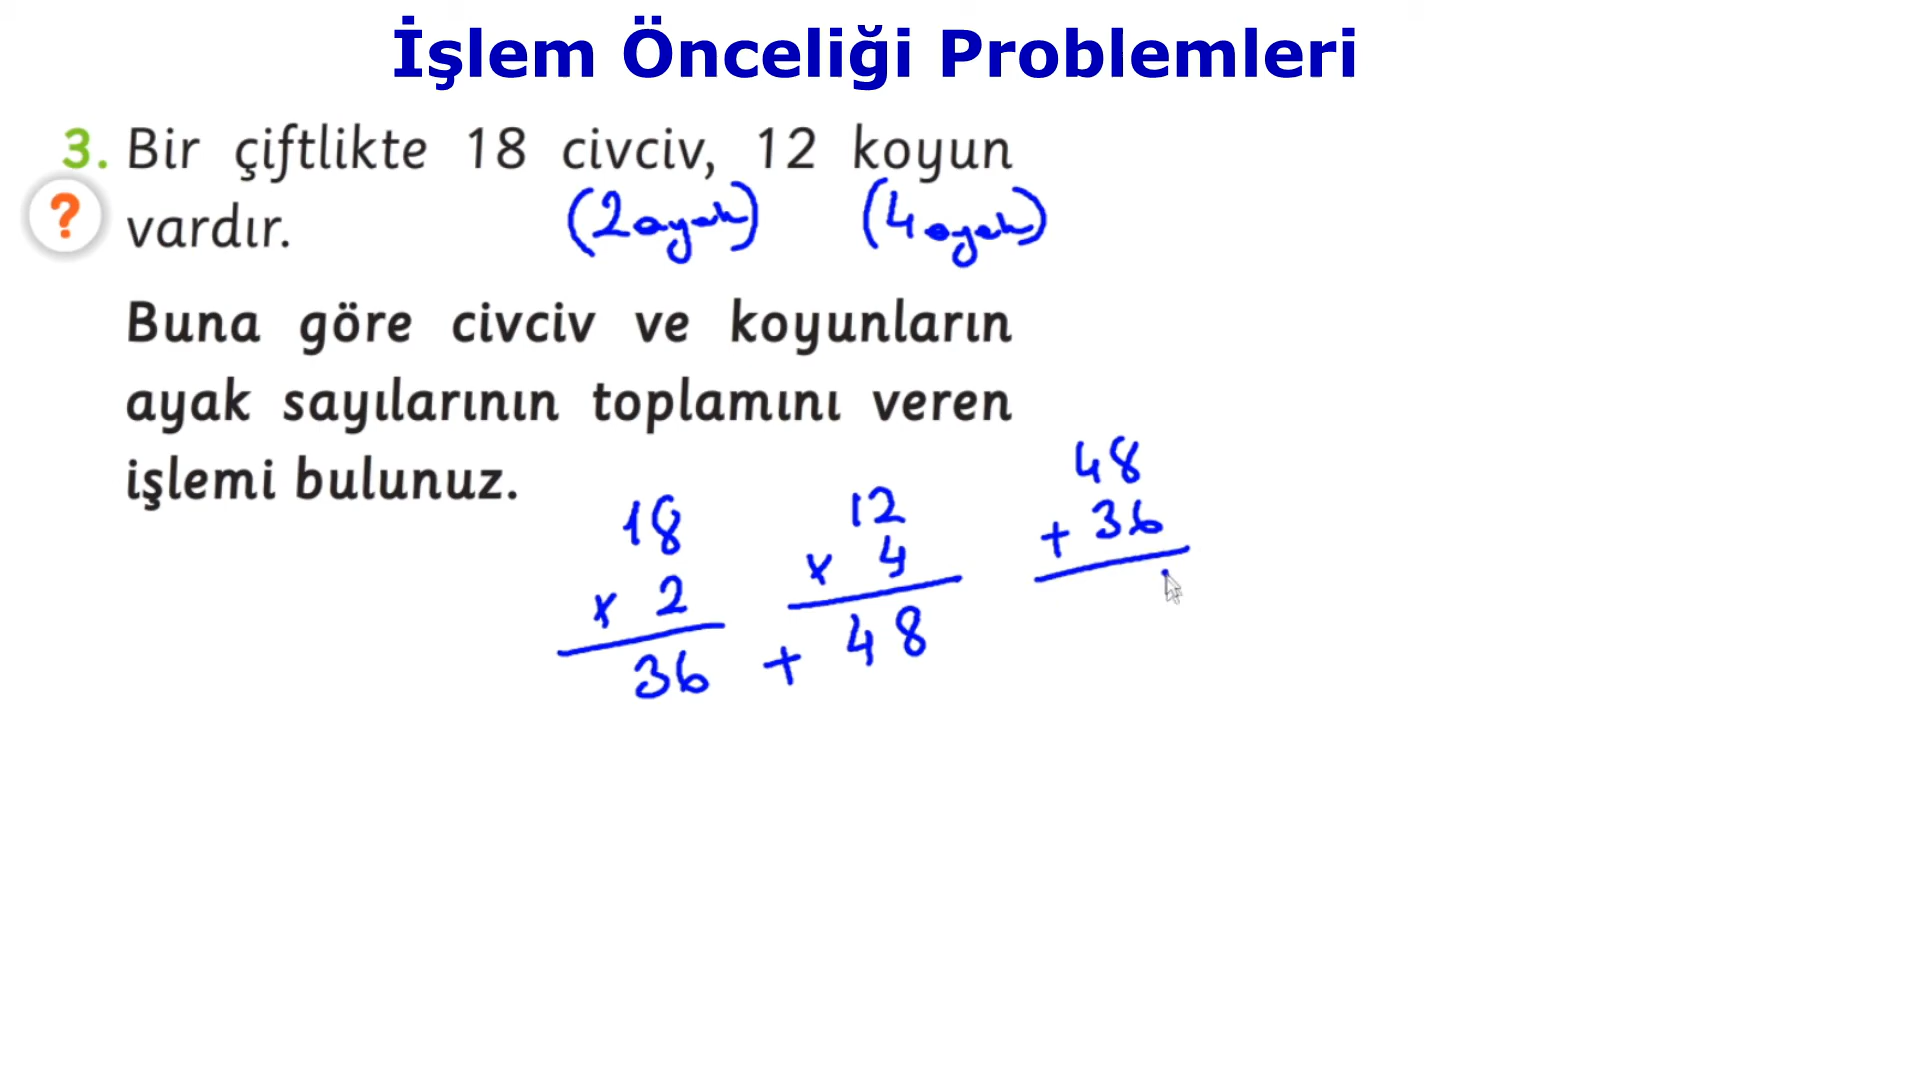 İşlem Önceliği Problemleri
3. Bir çiftlikte 18 civciv, 12 koyun
? vardır.
(2 ayak) (4 ayak)
Buna göre civciv ve koyunların
ayak sayılarının toplamını veren
işlemi bulunuz.
18
x 2
36
+
12
x 4
48
48
+ 36